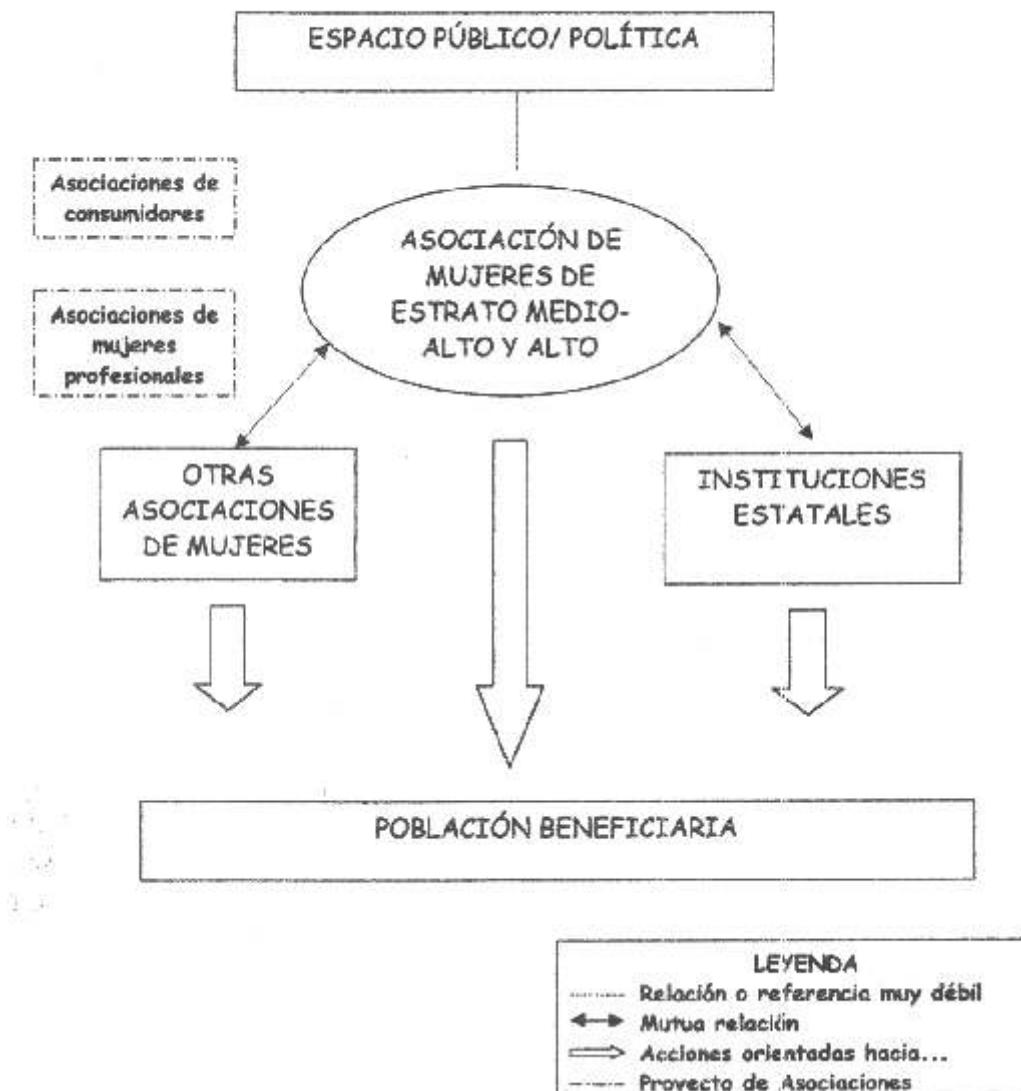 ESPACIO PÚBLICO/ POLÍTICA
Asociaciones de
consumidores
ASOCIACIÓN DE
MUJERES DE
ESTRATO MEDIO-
ALTO Y ALTO
Asociaciones de
mujeres
profesionales
OTRAS
ASOCIACIONES
DE MUJERES
INSTITUCIONES
ESTATALES
POBLACIÓN BENEFICIARIA
LEYENDA
Relación o referencia muy débil
Mutua relación
Acciones orientadas hacia...
Proyecto de Asociaciones